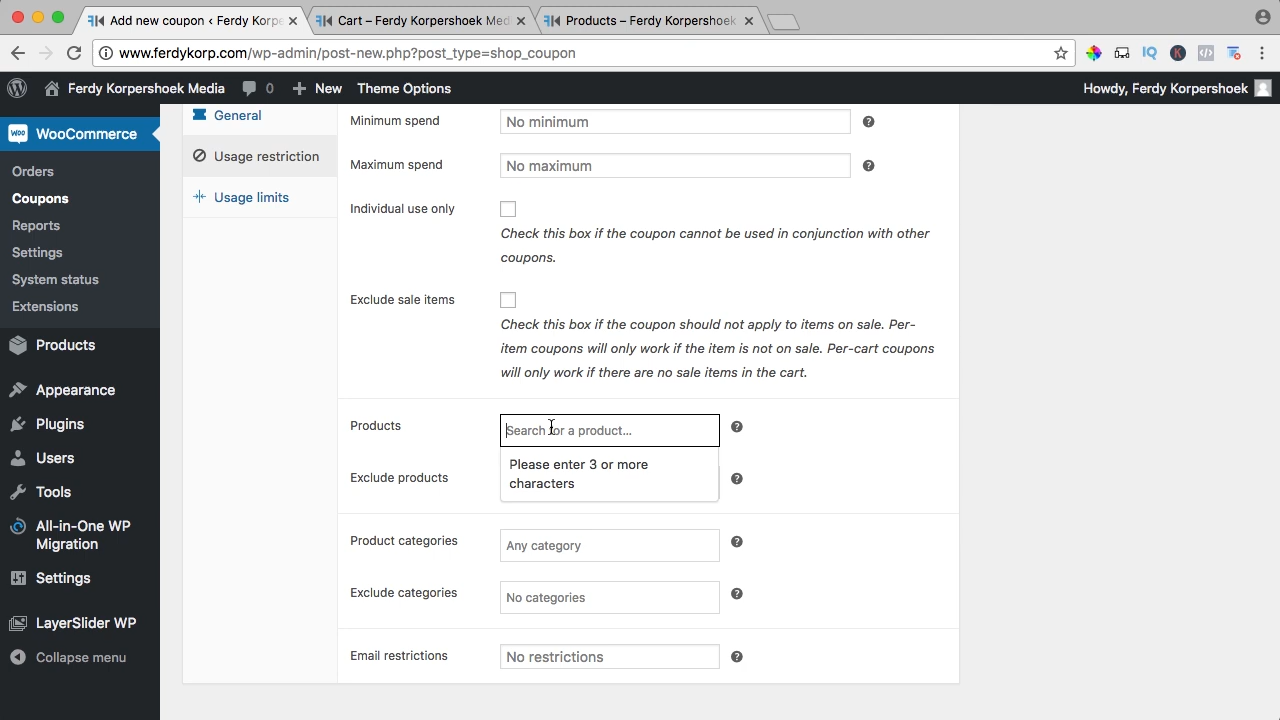 Add new coupon ‹ Ferdy Korpe
Cart – Ferdy Korpershoek Med
Products – Ferdy Korpershoek
www.ferdykorp.com/wp-admin/post-new.php?post_type=shop_coupon
Ferdy Korpershoek Media 0 New Theme Options Howdy, Ferdy Korpershoek
WooCommerce
Orders
Coupons
Reports
Settings
System status
Extensions
Products
Appearance
Plugins
Users
Tools
All-in-One WP
Migration
Settings
LayerSlider WP
Collapse menu
General
Usage restriction
Usage limits
Minimum spend No minimum
Maximum spend No maximum
Individual use only
Check this box if the coupon cannot be used in conjunction with other
coupons.
Exclude sale items
Check this box if the coupon should not apply to items on sale. Per-
item coupons will only work if the item is not on sale. Per-cart coupons
will only work if there are no sale items in the cart.
Products Search for a product...
Please enter 3 or more
characters
Exclude products
Product categories Any category
Exclude categories No categories
Email restrictions No restrictions